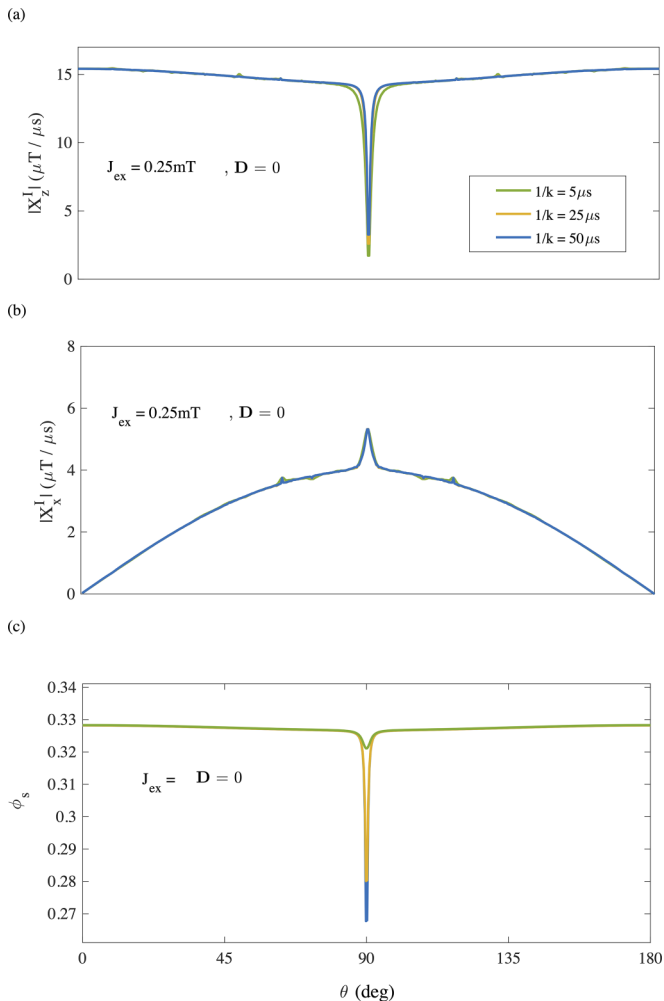 (a)
15
10
5
0
|X_z^I| (μT / μs)
J_ex = 0.25mT , D = 0
1/k = 5μs
1/k = 25μs
1/k = 50μs
(b)
8
6
4
2
0
|X_x^I| (μT / μs)
J_ex = 0.25mT , D = 0
(c)
0.34
0.33
0.32
0.31
0.3
0.29
0.28
0.27
ϕ_s
J_ex = D = 0
0 45 90 135 180
θ (deg)